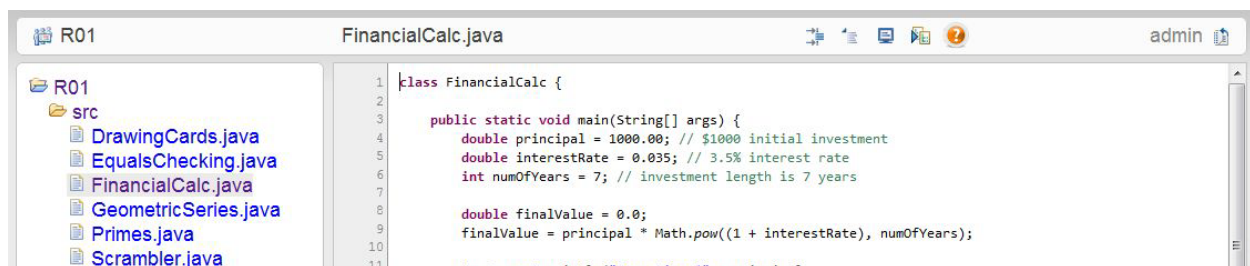 R01
FinancialCalc.java
admin
R01
src
DrawingCards.java
EqualsChecking.java
FinancialCalc.java
GeometricSeries.java
Primes.java
Scrambler.java
1 class FinancialCalc {
2
3 public static void main(String[] args) {
4 double principal = 1000.00; // $1000 initial investment
5 double interestRate = 0.035; // 3.5% interest rate
6 int numOfYears = 7; // investment length is 7 years
7
8 double finalValue = 0.0;
9 finalValue = principal * Math.pow((1 + interestRate), numOfYears);
10
11